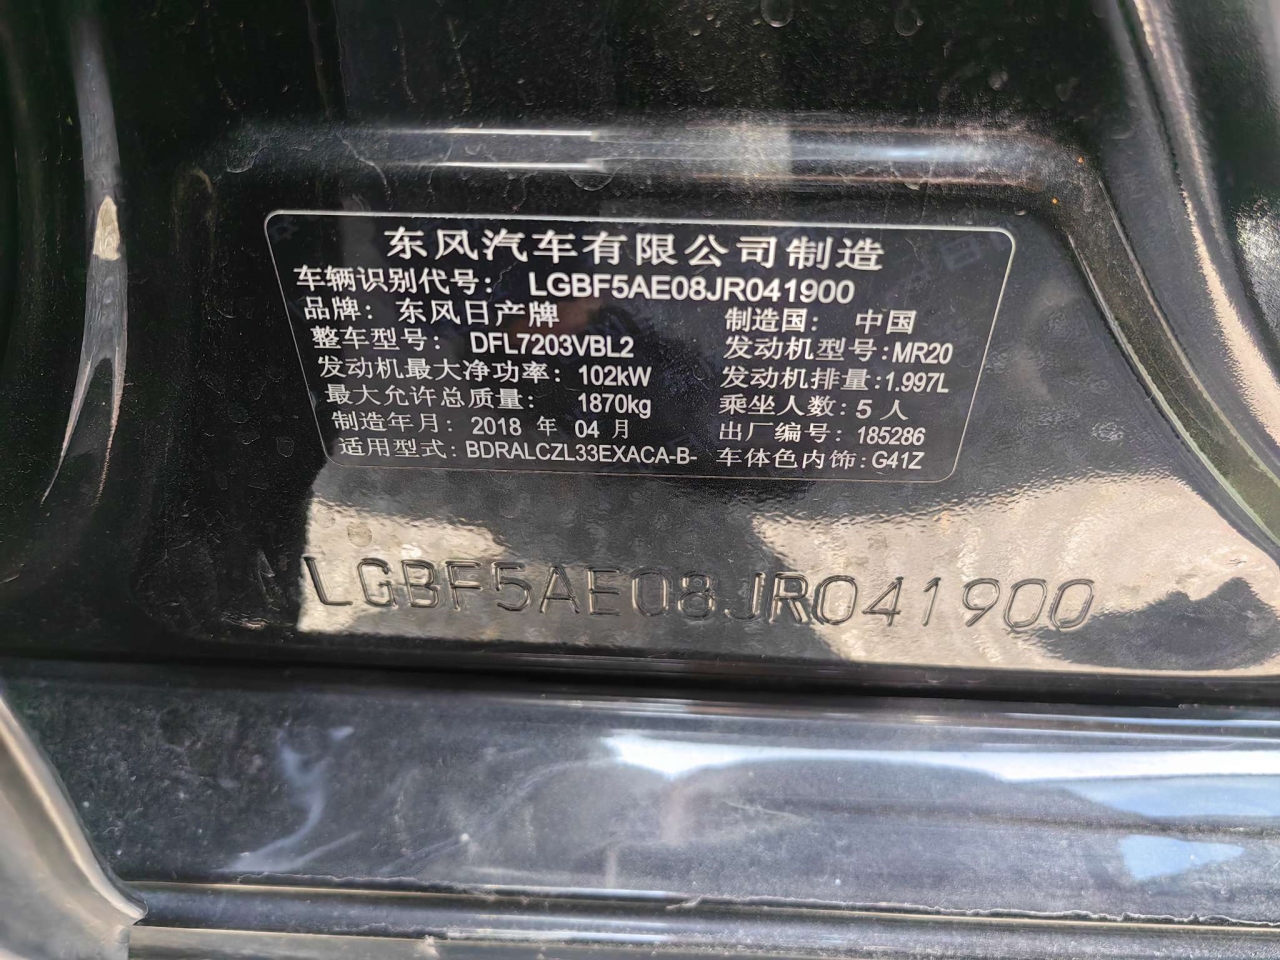 东风汽车有限公司制造
车辆识别代号: LGBF5AE08JR041900
品牌: 东风日产牌 制造国: 中国
整车型号: DFL7203VBL2 发动机型号:MR20
发动机最大净功率: 102kW 发动机排量:1.997L
最大允许总质量: 1870kg 乘坐人数:5人
制造年月: 2018 年 04 月 出厂编号:185286
适用型式: BDRALCZL33EXACA-B- 车体色内饰:G41Z
LGBF5AE08JR041900